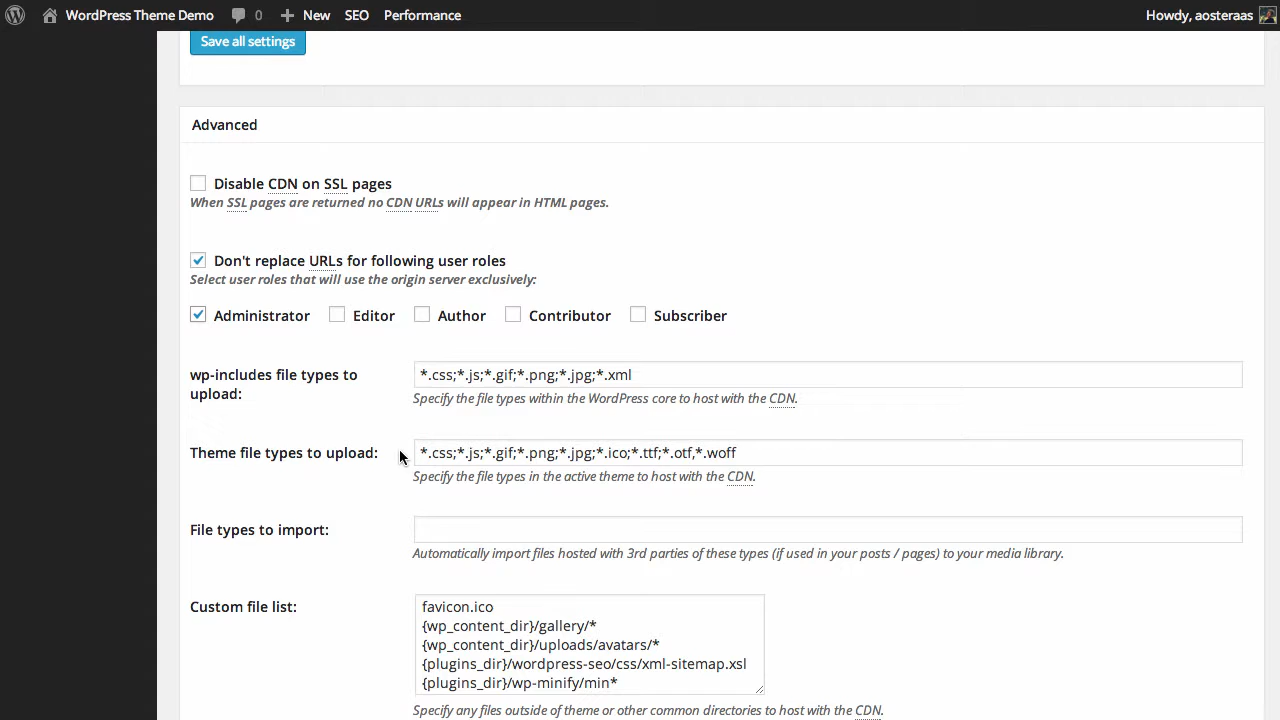 WordPress Theme Demo 0 New SEO Performance Howdy, aosteraas
Save all settings
Advanced
Disable CDN on SSL pages
When SSL pages are returned no CDN URLs will appear in HTML pages.
Don't replace URLs for following user roles
Select user roles that will use the origin server exclusively:
Administrator Editor Author Contributor Subscriber
wp-includes file types to
upload:
*.css;*.js;*.gif;*.png;*.jpg;*.xml
Specify the file types within the WordPress core to host with the CDN.
Theme file types to upload:
*.css;*.js;*.gif;*.png;*.jpg;*.ico;*.ttf;*.otf,*.woff
Specify the file types in the active theme to host with the CDN.
File types to import:
Automatically import files hosted with 3rd parties of these types (if used in your posts / pages) to your media library.
Custom file list:
favicon.ico
{wp_content_dir}/gallery/*
{wp_content_dir}/uploads/avatars/*
{plugins_dir}/wordpress-seo/css/xml-sitemap.xsl
{plugins_dir}/wp-minify/min*
Specify any files outside of theme or other common directories to host with the CDN.